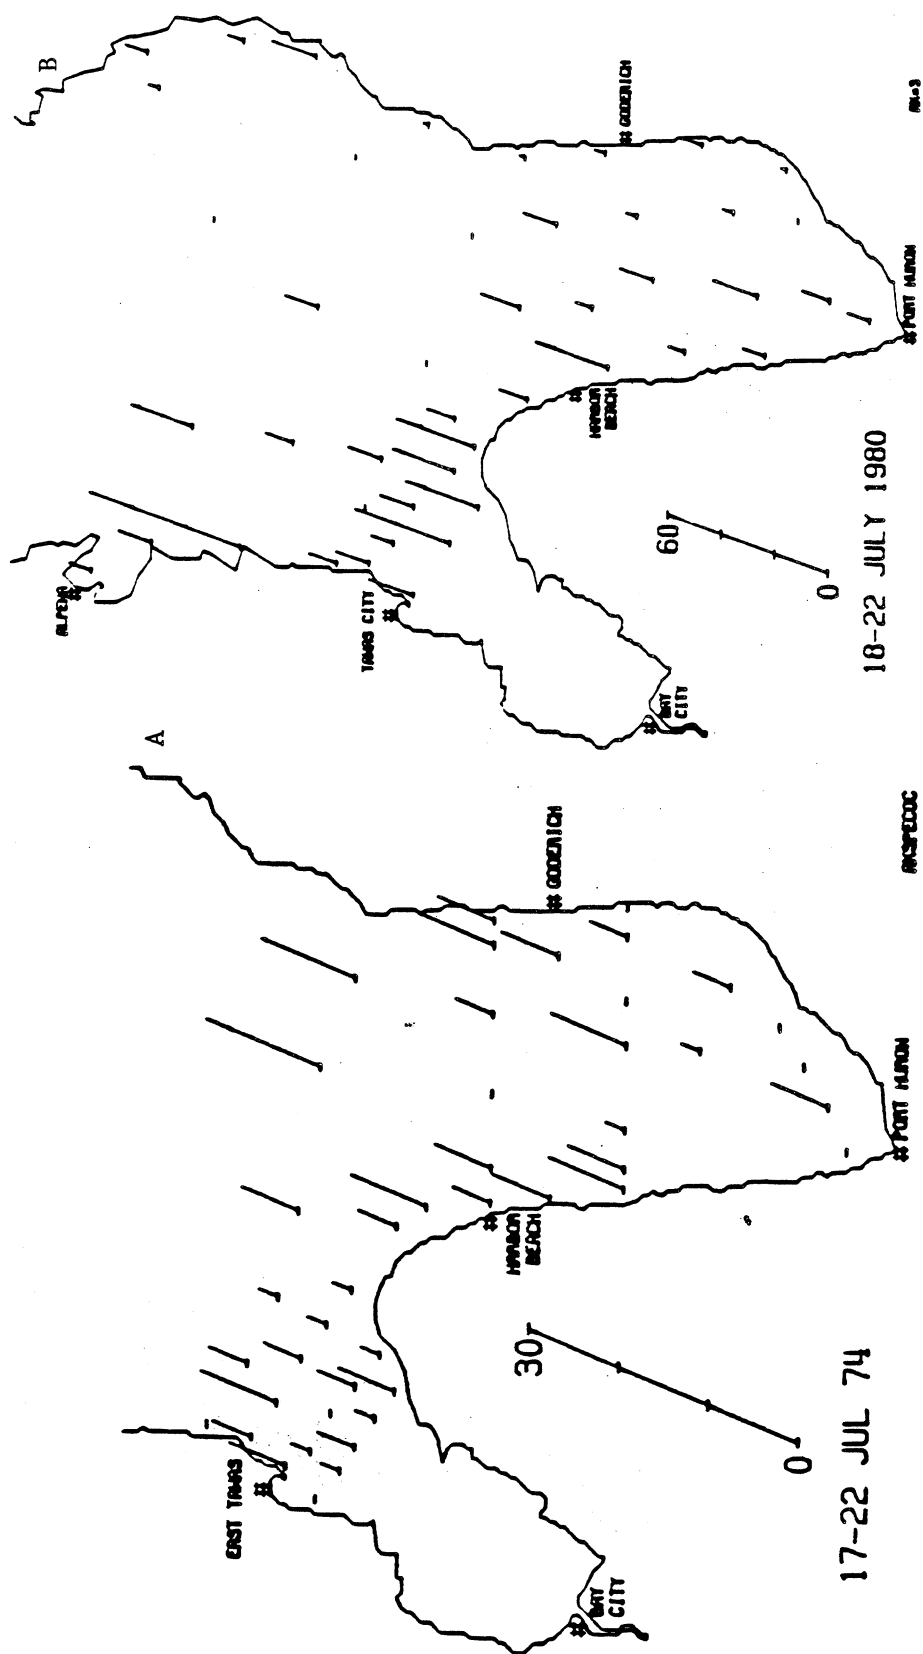 A
EAST TAWAS
#
# GODERICH
#
HARBOR
BEACH
#
BAY
CITY
# PORT HURON
30
0
17-22 JUL 74
B
ALPENA
#
TAWAS CITY
#
# GODERICH
#
HARBOR
BEACH
#
BAY
CITY
# PORT HURON
60
0
18-22 JULY 1980